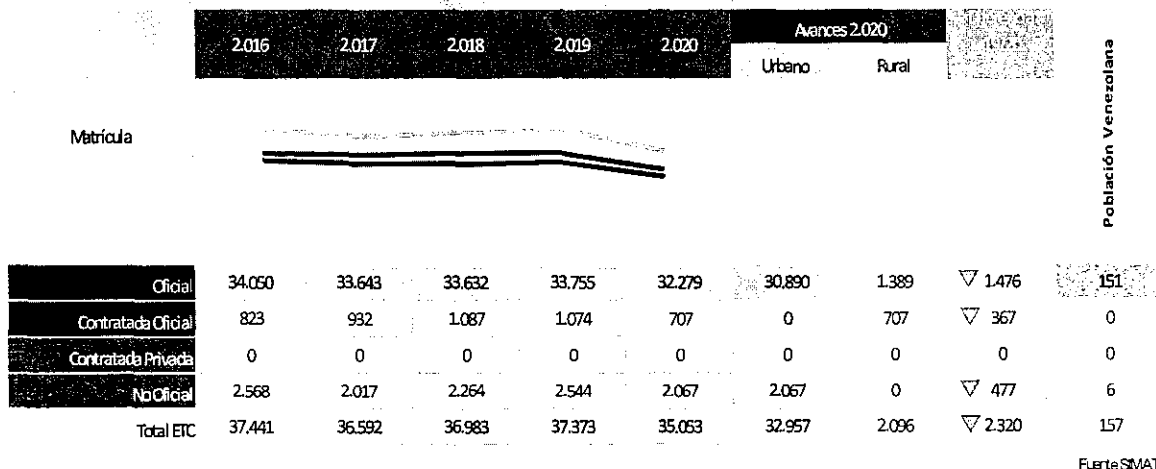 2.016 2.017 2.018 2.019 2.020 Avances 2.020
Urbano Rural
Población Venezolana
Matrícula
Oficial 34.050 33.643 33.632 33.755 32.279 30.890 1.389 ▽ 1.476 151
Contratada Oficial 823 932 1.087 1.074 707 0 707 ▽ 367 0
Contratada Privada 0 0 0 0 0 0 0 0 0
No Oficial 2.568 2.017 2.264 2.544 2.067 2.067 0 ▽ 477 6
Total ETC 37.441 36.592 36.983 37.373 35.053 32.957 2.096 ▽ 2.320 157
Fuente SIMAT